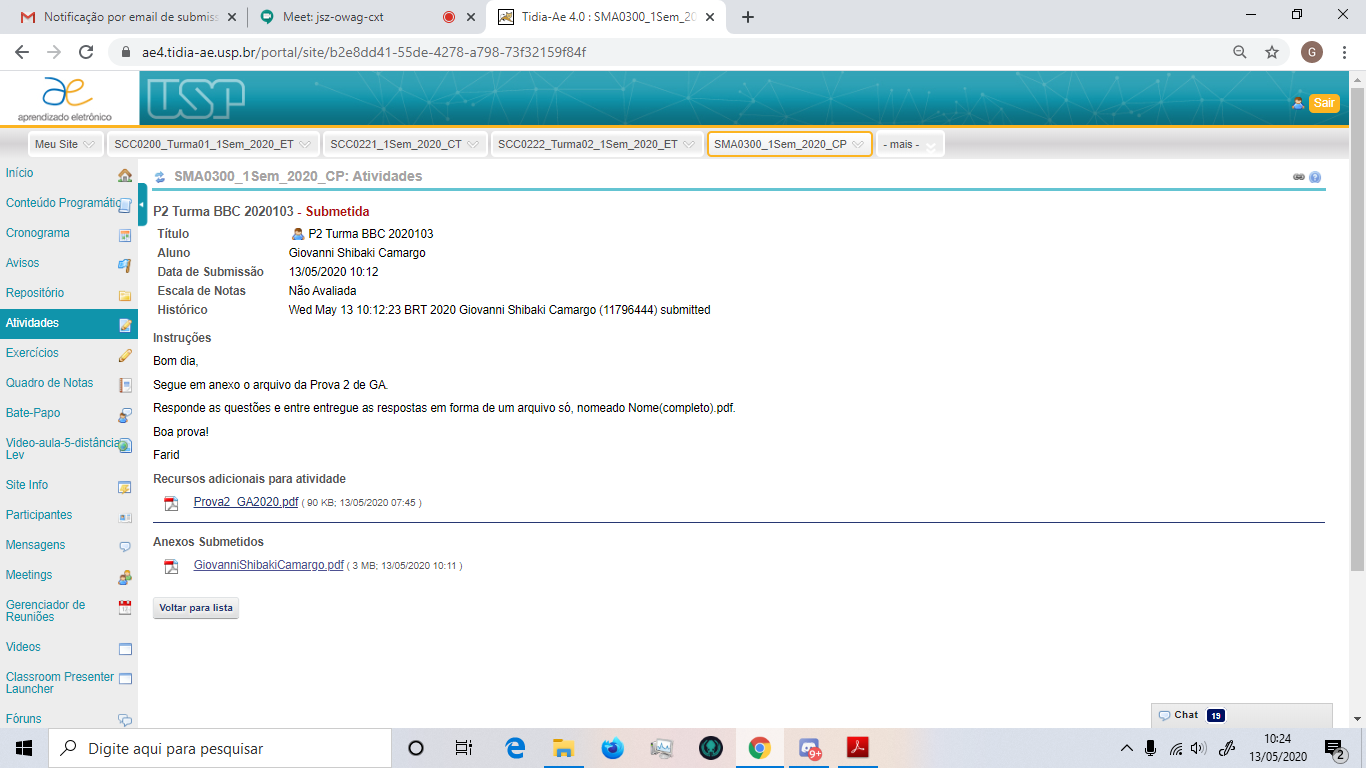 Notificação por email de submiss
Meet: jsz-owag-cxt
Tidia-Ae 4.0 : SMA0300_1Sem_20
ae4.tidia-ae.usp.br/portal/site/b2e8dd41-55de-4278-a798-73f32159f84f
G
ae
aprendizado eletrônico
USP
Sair
Meu Site
SCC0200_Turma01_1Sem_2020_ET
SCC0221_1Sem_2020_CT
SCC0222_Turma02_1Sem_2020_ET
SMA0300_1Sem_2020_CP
- mais -
Início
Conteúdo Programátic
Cronograma
Avisos
Repositório
Atividades
Exercícios
Quadro de Notas
Bate-Papo
Video-aula-5-distância
Lev
Site Info
Participantes
Mensagens
Meetings
Gerenciador de
Reuniões
Videos
Classroom Presenter
Launcher
Fóruns
SMA0300_1Sem_2020_CP: Atividades
P2 Turma BBC 2020103 - Submetida
Título P2 Turma BBC 2020103
Aluno Giovanni Shibaki Camargo
Data de Submissão 13/05/2020 10:12
Escala de Notas Não Avaliada
Histórico Wed May 13 10:12:23 BRT 2020 Giovanni Shibaki Camargo (11796444) submitted
Instruções
Bom dia,
Segue em anexo o arquivo da Prova 2 de GA.
Responde as questões e entre entregue as respostas em forma de um arquivo só, nomeado Nome(completo).pdf.
Boa prova!
Farid
Recursos adicionais para atividade
Prova2_GA2020.pdf ( 90 KB; 13/05/2020 07:45 )
Anexos Submetidos
GiovanniShibakiCamargo.pdf ( 3 MB; 13/05/2020 10:11 )
Voltar para lista
Chat 19
Digite aqui para pesquisar
9+
10:24
13/05/2020
2